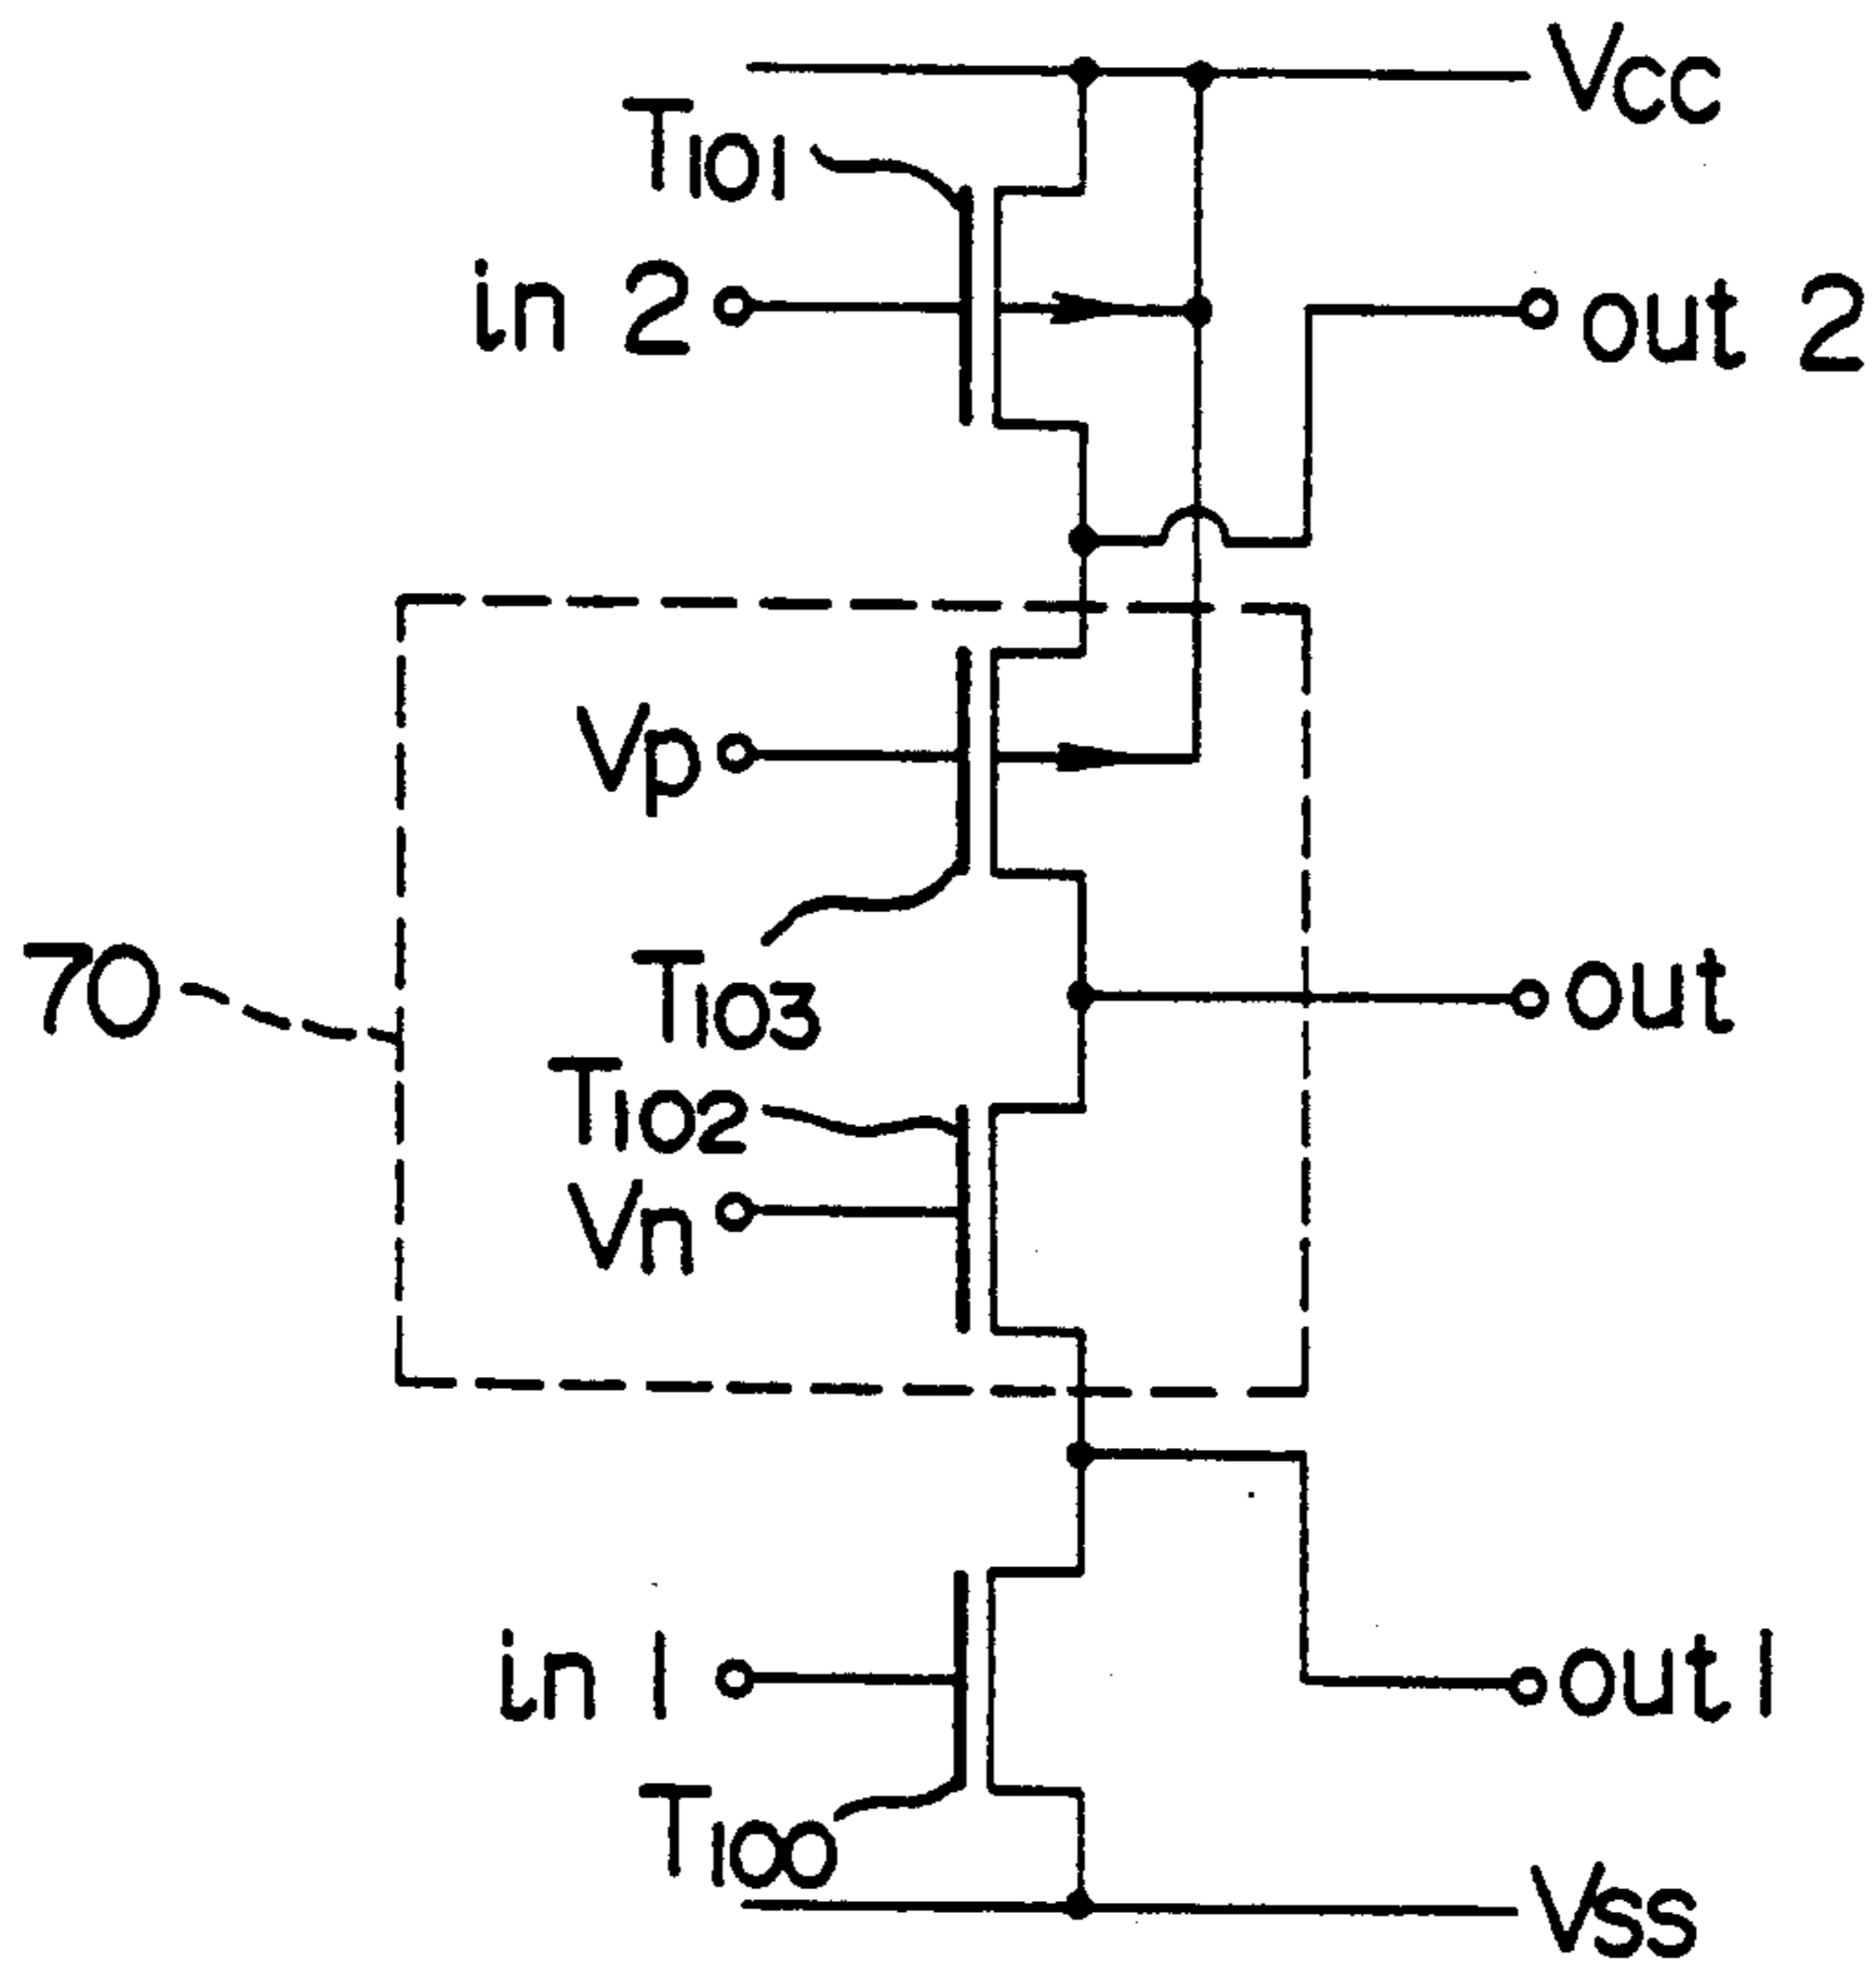 Vcc
T101
in 2
out 2
Vp
70
T103
out
T102
Vn
in 1
out 1
T100
Vss